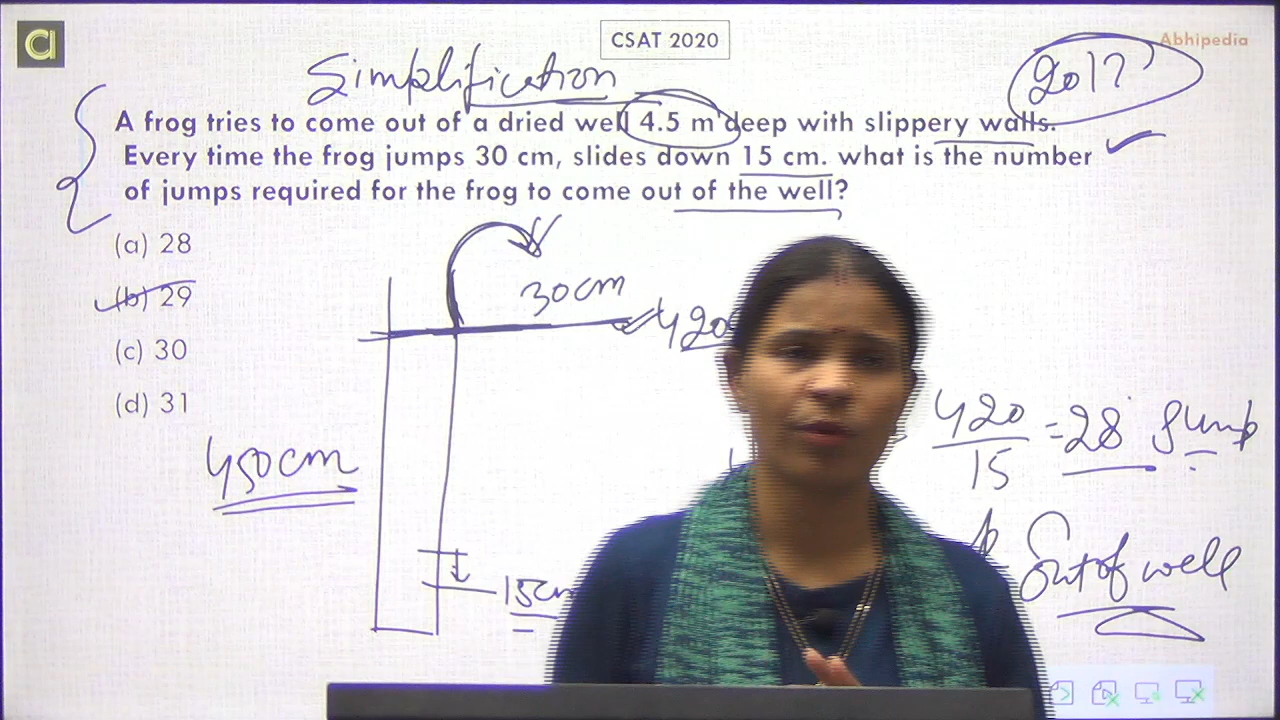 CSAT 2020
Abhipedia
Simplification
2017
A frog tries to come out of a dried well 4.5 m deep with slippery walls.
Every time the frog jumps 30 cm, slides down 15 cm. what is the number
of jumps required for the frog to come out of the well?
(a) 28
(b) 29
(c) 30
(d) 31
30cm
420
450cm
420
15
=28 Jump
15cm
out of well